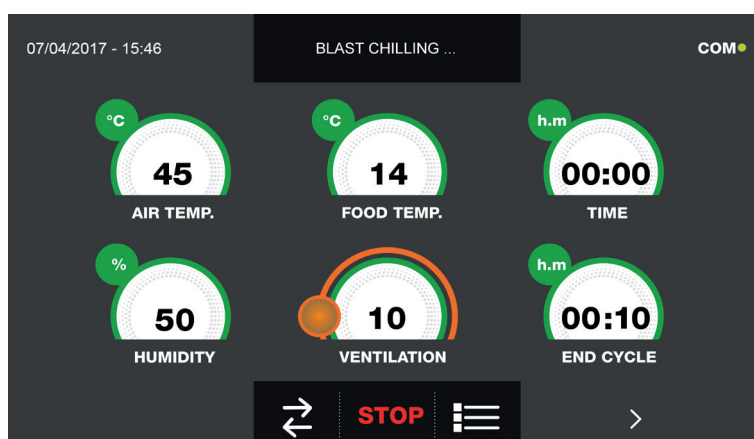 07/04/2017 - 15:46
BLAST CHILLING ...
COM
°C
45
AIR TEMP.
°C
14
FOOD TEMP.
h.m
00:00
TIME
%
50
HUMIDITY
10
VENTILATION
h.m
00:10
END CYCLE
STOP